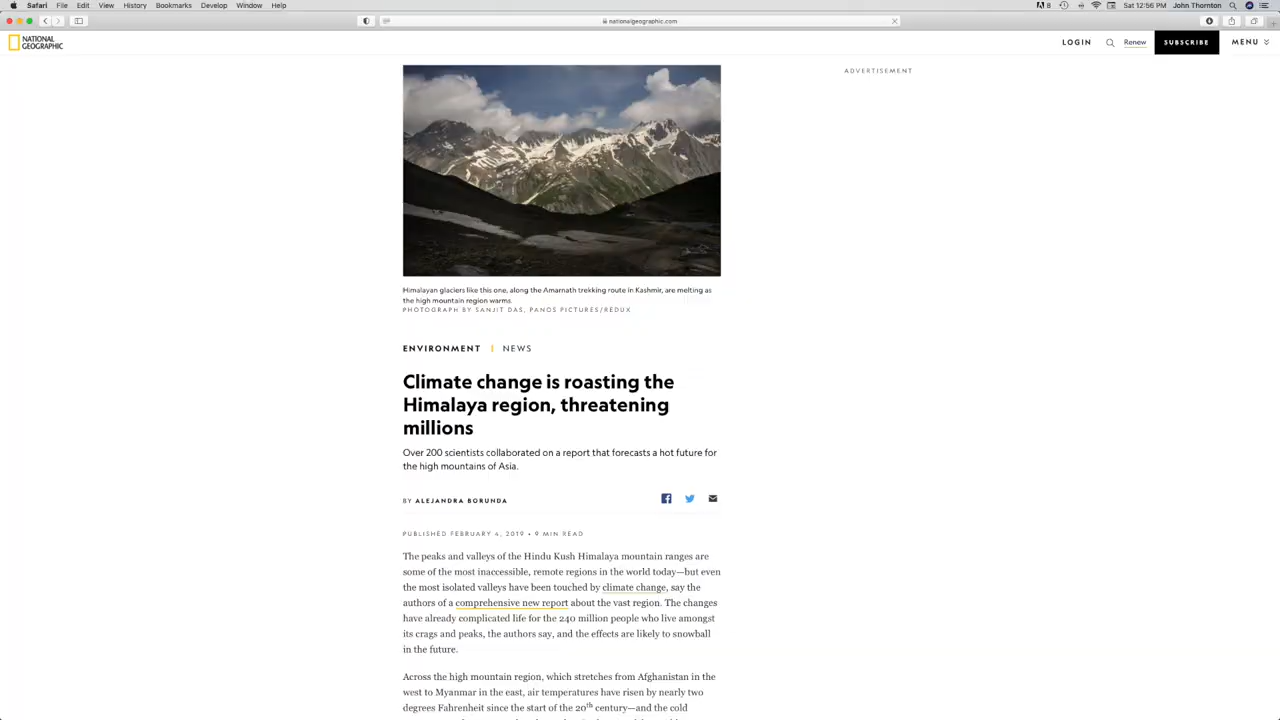 Safari File Edit View History Bookmarks Develop Window Help 8 Sat 12:56 PM John Thornton
nationalgeographic.com
NATIONAL
GEOGRAPHIC
LOGIN Renew SUBSCRIBE MENU
ADVERTISEMENT
Himalayan glaciers like this one, along the Amarnath trekking route in Kashmir, are melting as
the high mountain region warms.
PHOTOGRAPH BY SANJIT DAS, PANOS PICTURES/REDUX
ENVIRONMENT | NEWS
Climate change is roasting the
Himalaya region, threatening
millions
Over 200 scientists collaborated on a report that forecasts a hot future for
the high mountains of Asia.
BY ALEJANDRA BORUNDA
PUBLISHED FEBRUARY 4, 2019 • 9 MIN READ
The peaks and valleys of the Hindu Kush Himalaya mountain ranges are
some of the most inaccessible, remote regions in the world today—but even
the most isolated valleys have been touched by climate change, say the
authors of a comprehensive new report about the vast region. The changes
have already complicated life for the 240 million people who live amongst
its crags and peaks, the authors say, and the effects are likely to snowball
in the future.
Across the high mountain region, which stretches from Afghanistan in the
west to Myanmar in the east, air temperatures have risen by nearly two
degrees Fahrenheit since the start of the 20th century—and the cold